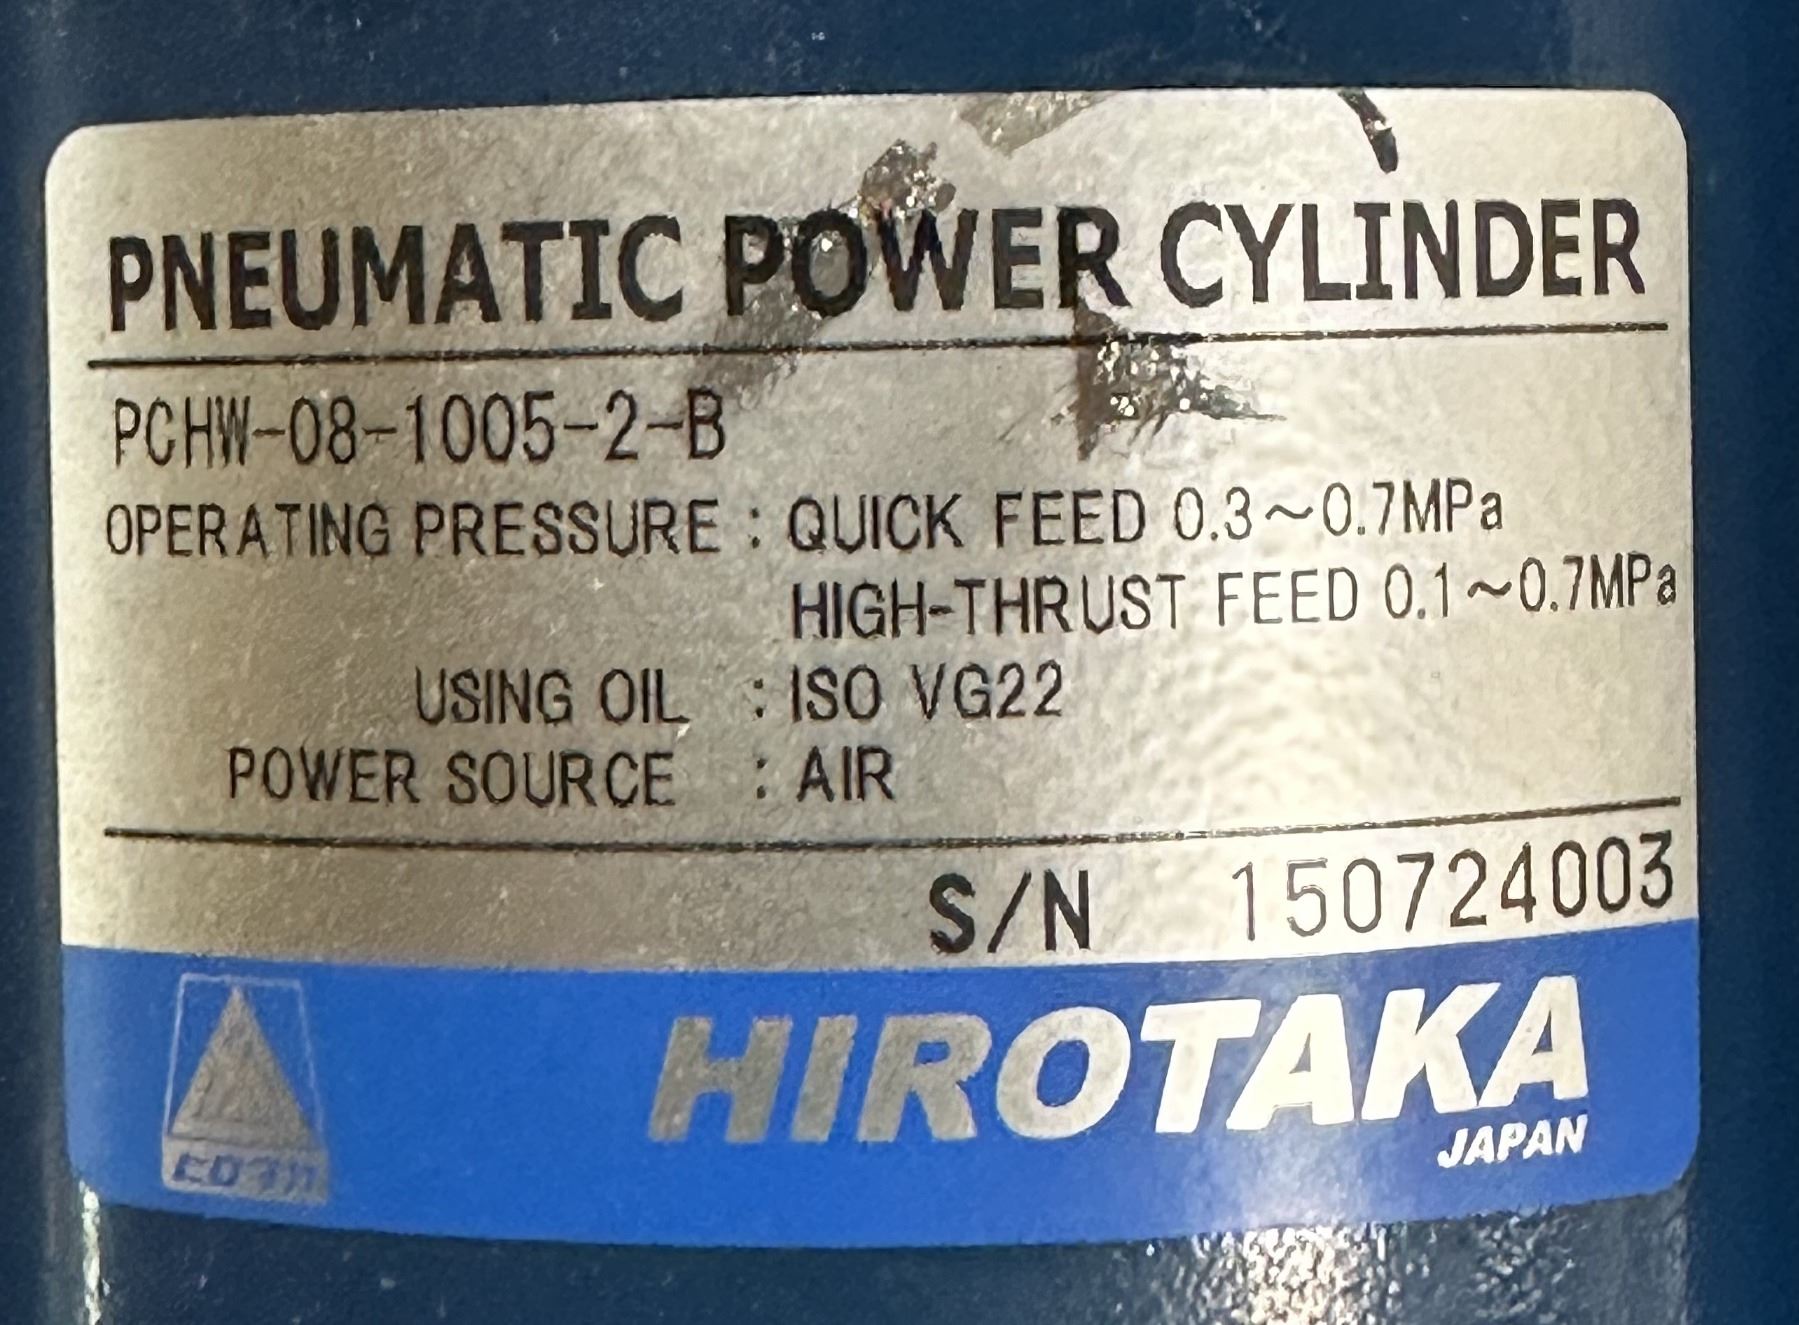 PNEUMATIC POWER CYLINDER
PCHW-08-1005-2-B
OPERATING PRESSURE : QUICK FEED 0.3～0.7MPa
HIGH-THRUST FEED 0.1～0.7MPa
USING OIL : ISO VG22
POWER SOURCE : AIR
S/N 150724003
HIROTAKA
JAPAN
ヒロタカ